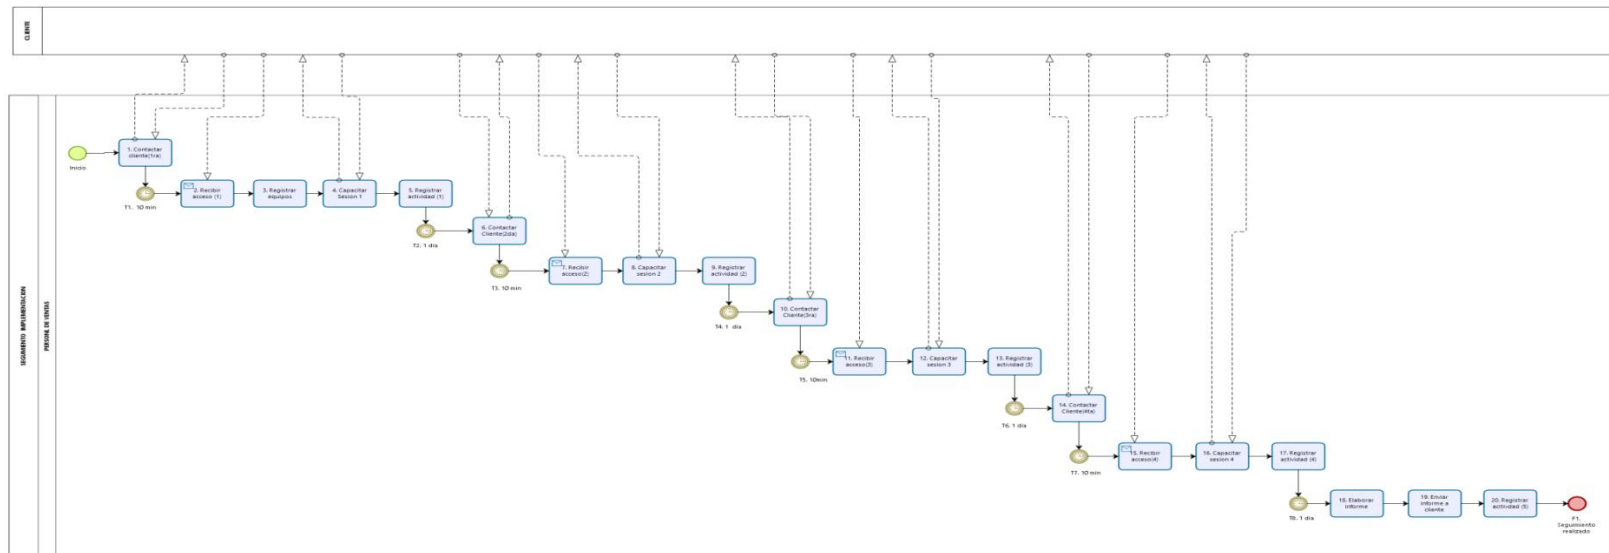 CLIENTE
SEGUIMIENTO IMPLEMENTACION
PERSONAL DE VENTAS
Inicio
1. Contactar
cliente(1ra)
T1. 10 min
2. Recibir
acceso (1)
3. Registrar
equipos
4. Capacitar
Sesion 1
5. Registrar
actividad (1)
T2. 1 dia
6. Contactar
Cliente(2da)
T3. 10 min
7. Recibir
acceso(2)
8. Capacitar
sesion 2
9. Registrar
actividad (2)
T4. 1 dia
10. Contactar
Cliente(3ra)
T5. 10min
11. Recibir
acceso(3)
12. Capacitar
sesion 3
13. Registrar
actividad (3)
T6. 1 dia
14. Contactar
Cliente(4ta)
T7. 10 min
15. Recibir
acceso(4)
16. Capacitar
sesion 4
17. Registrar
actividad (4)
T8. 1 dia
18. Elaborar
informe
19. Enviar
informe a
cliente
20. Registrar
actividad (5)
F1.
Seguimiento
realizado